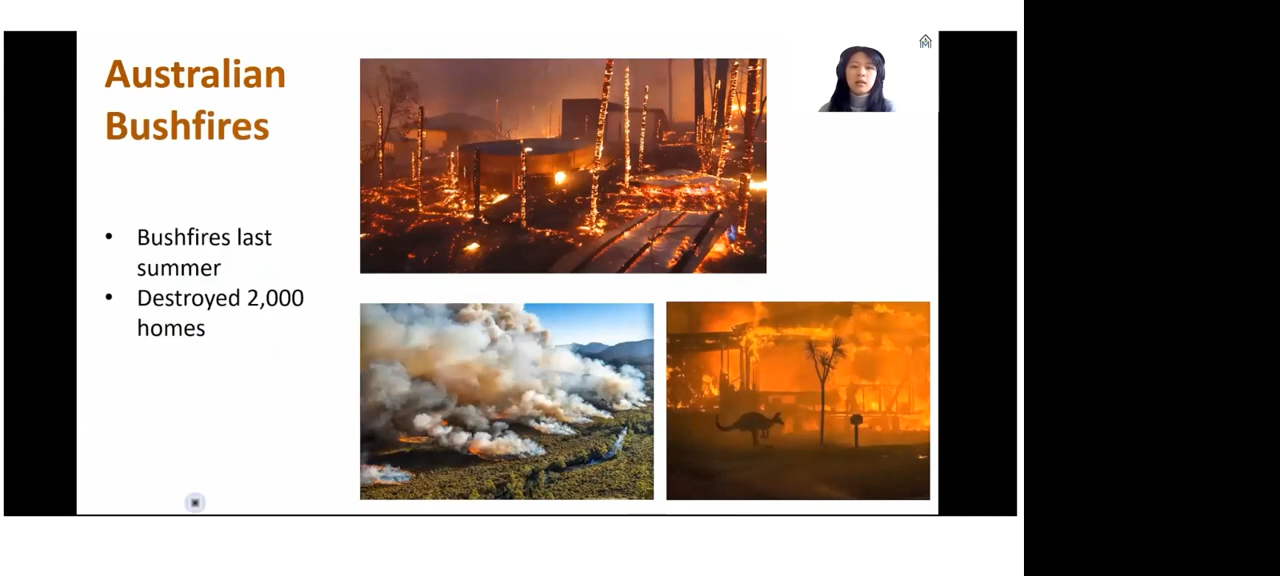 Australian
Bushfires
• Bushfires last
summer
• Destroyed 2,000
homes